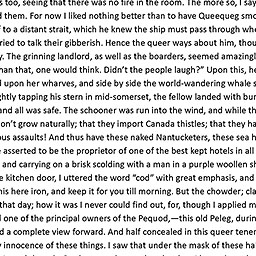 s too, seeing that there was no fire in the room. The more so, I say
d them. For now I liked nothing better than to have Queequeg smo
f to a distant strait, which he knew the ship must pass through whe
ried to talk their gibberish. Hence the queer ways about him, thou
y. The grinning landlord, as well as the boarders, seemed amazingl
han that, one would think. Didn't the people laugh?" Upon this, he
d upon her wharves, and side by side the world-wandering whale s
ghtly tapping his stern in mid-somerset, the fellow landed with bur
and all was safe. The schooner was run into the wind, and while th
on't grow naturally; that they import Canada thistles; that they ha
ous assaults! And thus have these naked Nantucketers, these sea h
e asserted to be the proprietor of one of the best kept hotels in all
and carrying on a brisk scolding with a man in a purple woollen sh
e kitchen door, I uttered the word "cod" with great emphasis, and
his here iron, and keep it for you till morning. But the chowder; cla
that day; how it was I never could find out, for, though I applied m
d one of the principal owners of the Pequod,—this old Peleg, durin
d a complete view forward. And half concealed in this queer tener
y innocence of these things. I saw that under the mask of these ha